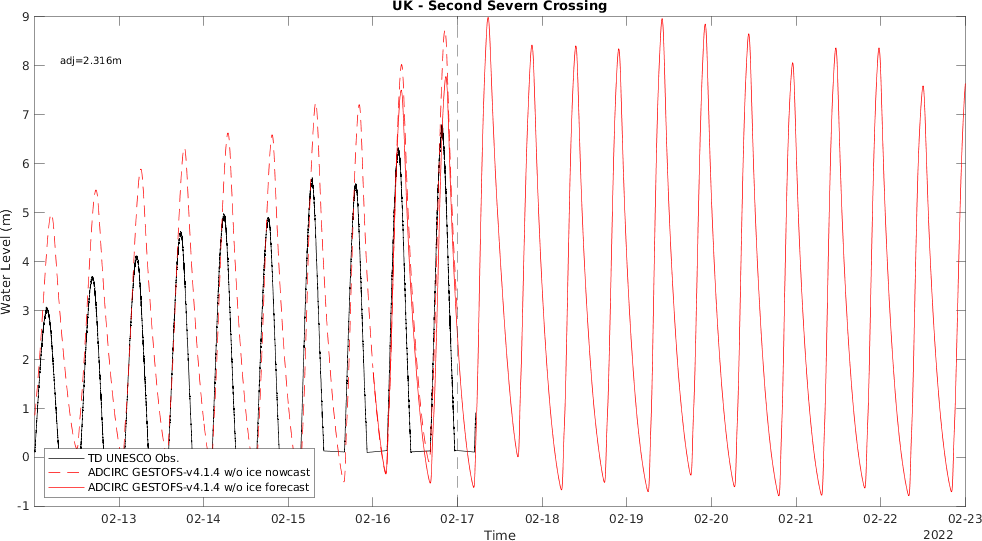 UK - Second Severn Crossing
adj=2.316m
Water Level (m)
9
8
7
6
5
4
3
2
1
0
-1
TD UNESCO Obs.
ADCIRC GESTOFS-v4.1.4 w/o ice nowcast
ADCIRC GESTOFS-v4.1.4 w/o ice forecast
02-13 02-14 02-15 02-16 02-17 02-18 02-19 02-20 02-21 02-22 02-23
Time
2022